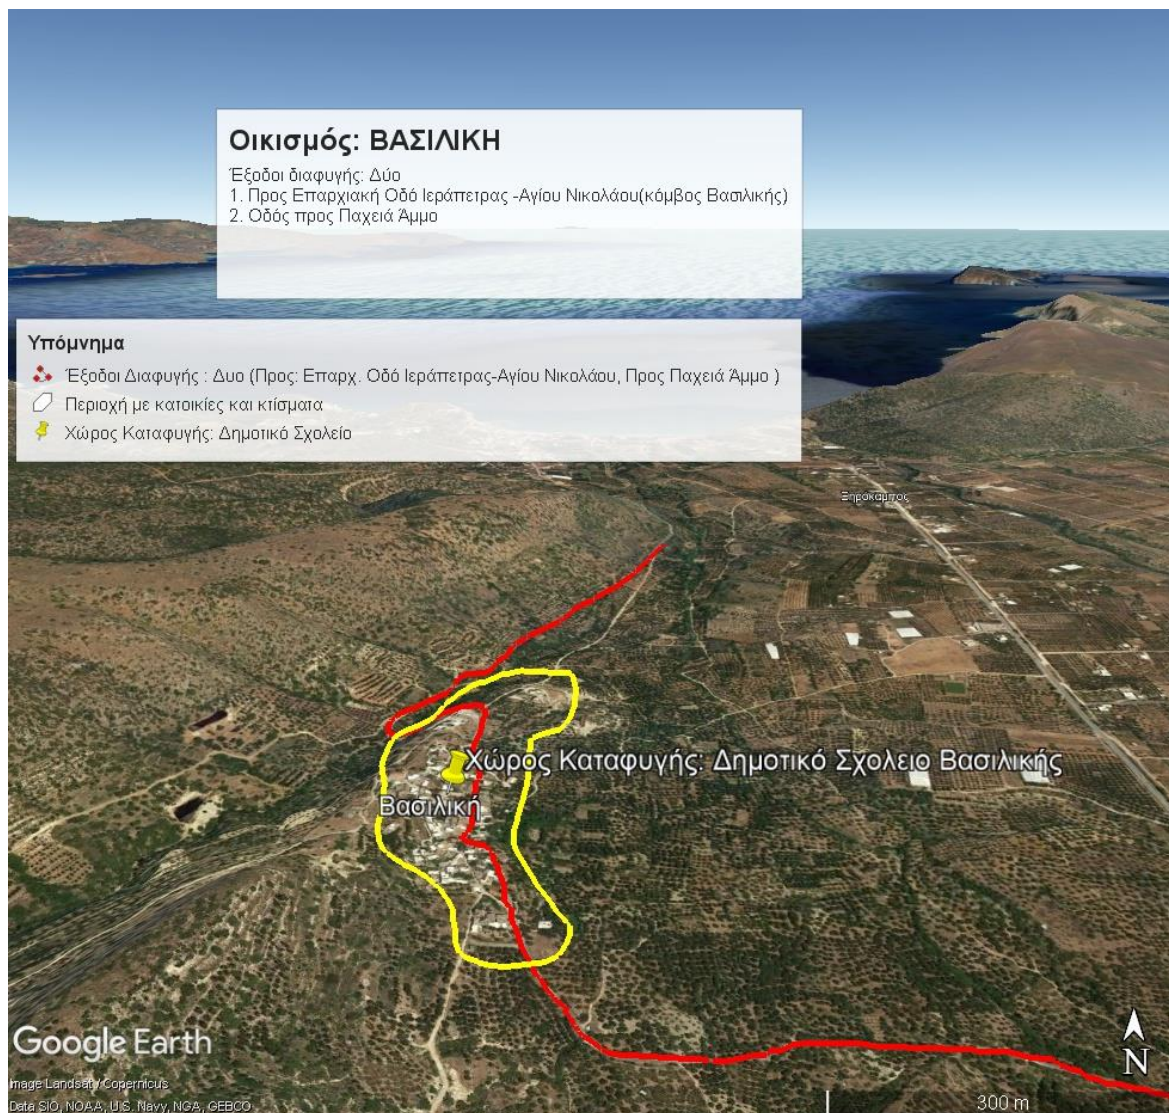 Οικισμός: ΒΑΣΙΛΙΚΗ
Έξοδοι διαφυγής: Δύο
1. Προς Επαρχιακή Οδό Ιεράπετρας -Αγίου Νικολάου(κόμβος Βασιλικής)
2. Οδός προς Παχειά Άμμο
Υπόμνημα
Έξοδοι Διαφυγής : Δυο (Προς: Επαρχ. Οδό Ιεράπετρας-Αγίου Νικολάου, Προς Παχειά Άμμο )
Περιοχή με κατοικίες και κτίσματα
Χώρος Καταφυγής: Δημοτικό Σχολείο
Ξηρόκαμπος
Χώρος Καταφυγής: Δημοτικό Σχολειο Βασιλικής
Βασιλική
Google Earth
Image Landsat / Copernicus
Data SIO, NOAA, U.S. Navy, NGA, GEBCO
N
300 m